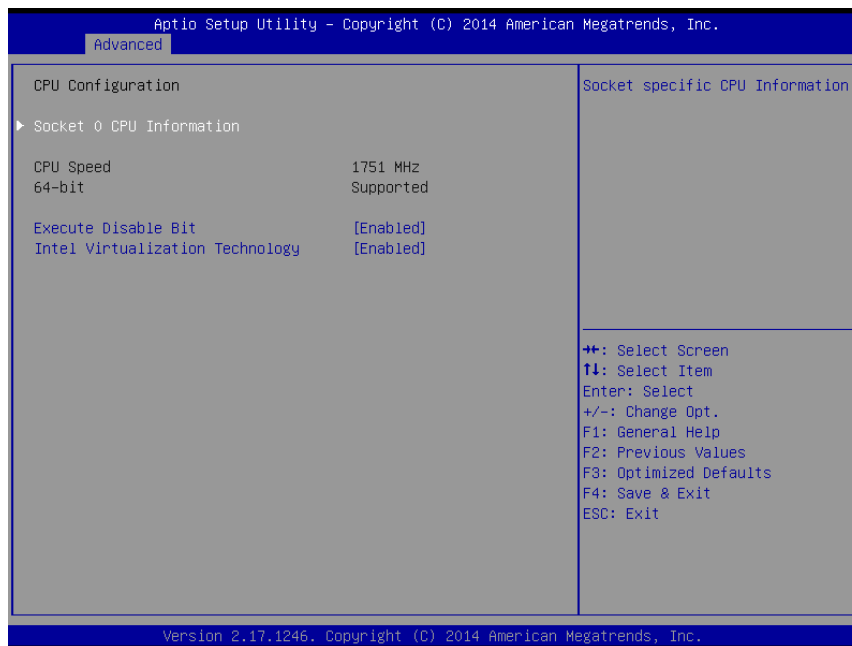 Aptio Setup Utility – Copyright (C) 2014 American Megatrends, Inc.
Advanced
CPU Configuration
Socket 0 CPU Information
CPU Speed 1751 MHz
64-bit Supported
Execute Disable Bit [Enabled]
Intel Virtualization Technology [Enabled]
Socket specific CPU Information
→←: Select Screen
↑↓: Select Item
Enter: Select
+/-: Change Opt.
F1: General Help
F2: Previous Values
F3: Optimized Defaults
F4: Save & Exit
ESC: Exit
Version 2.17.1246. Copyright (C) 2014 American Megatrends, Inc.